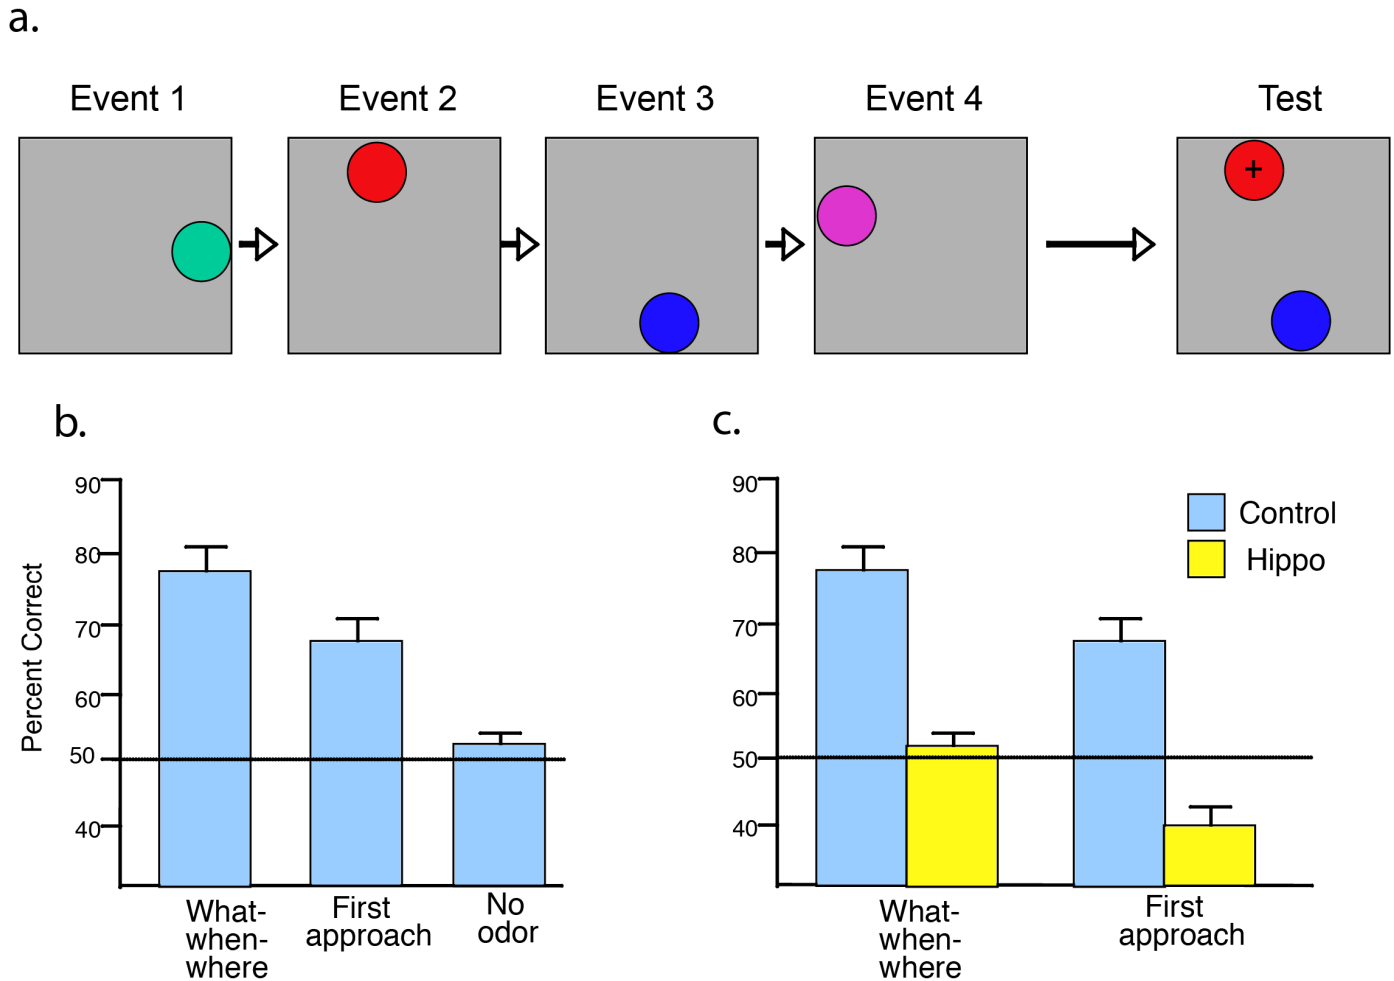 a.
Event 1
Event 2
Event 3
Event 4
Test
+
b.
90
80
70
60
50
40
Percent Correct
What-
when-
where
First
approach
No
odor
c.
90
80
70
60
50
40
Control
Hippo
What-
when-
where
First
approach